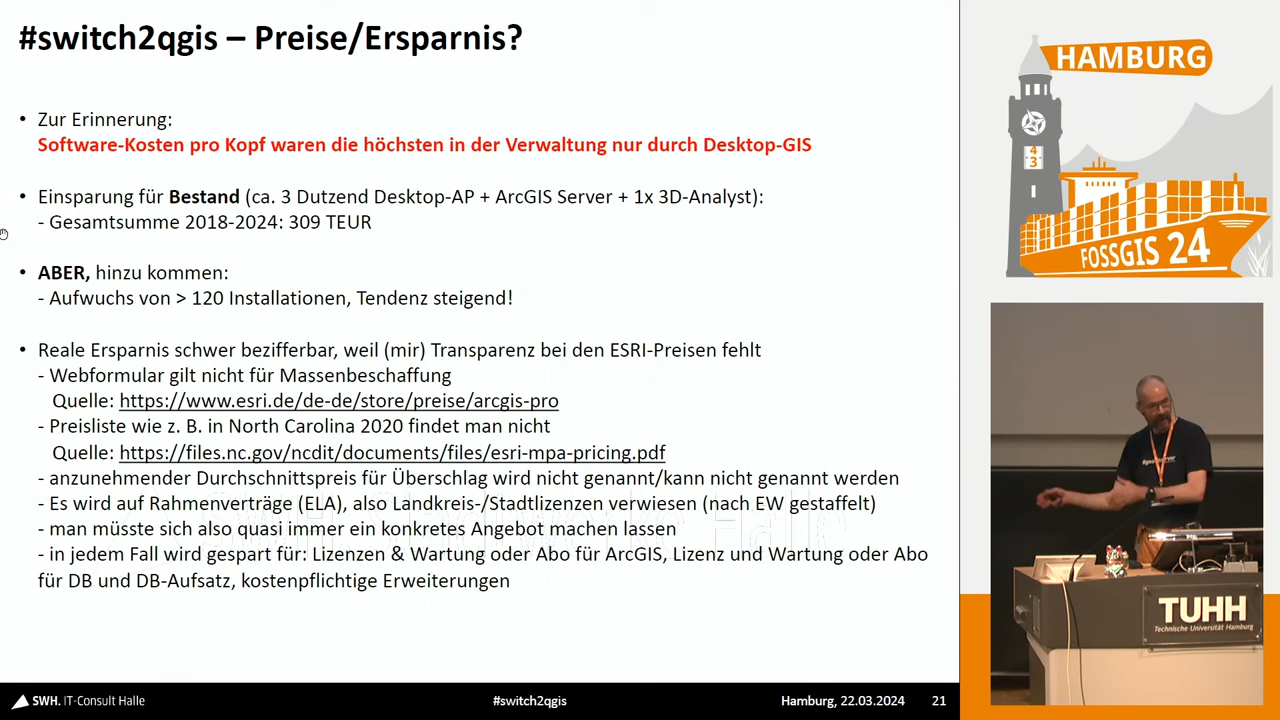 #switch2qgis – Preise/Ersparnis?
• Zur Erinnerung:
Software-Kosten pro Kopf waren die höchsten in der Verwaltung nur durch Desktop-GIS
• Einsparung für Bestand (ca. 3 Dutzend Desktop-AP + ArcGIS Server + 1x 3D-Analyst):
- Gesamtsumme 2018-2024: 309 TEUR
• ABER, hinzu kommen:
- Aufwuchs von > 120 Installationen, Tendenz steigend!
• Reale Ersparnis schwer bezifferbar, weil (mir) Transparenz bei den ESRI-Preisen fehlt
- Webformular gilt nicht für Massenbeschaffung
Quelle: https://www.esri.de/de-de/store/preise/arcgis-pro
- Preisliste wie z. B. in North Carolina 2020 findet man nicht
Quelle: https://files.nc.gov/ncdit/documents/files/esri-mpa-pricing.pdf
- anzunehmender Durchschnittspreis für Überschlag wird nicht genannt/kann nicht genannt werden
- Es wird auf Rahmenverträge (ELA), also Landkreis-/Stadtlizenzen verwiesen (nach EW gestaffelt)
- man müsste sich also quasi immer ein konkretes Angebot machen lassen
- in jedem Fall wird gespart für: Lizenzen & Wartung oder Abo für ArcGIS, Lizenz und Wartung oder Abo
für DB und DB-Aufsatz, kostenpflichtige Erweiterungen
SWH. IT-Consult Halle
#switch2qgis
Hamburg, 22.03.2024
21
HAMBURG
4
3
FOSSGIS 24
TUHH
Technische Universität Hamburg